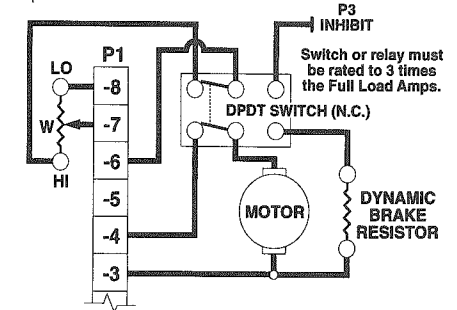 P3
INHIBIT
Switch or relay must
be rated to 3 times
the Full Load Amps.
P1
LO
-8
W
-7
DPDT SWITCH (N.C.)
-6
HI
-5
-4
-3
MOTOR
DYNAMIC
BRAKE
RESISTOR